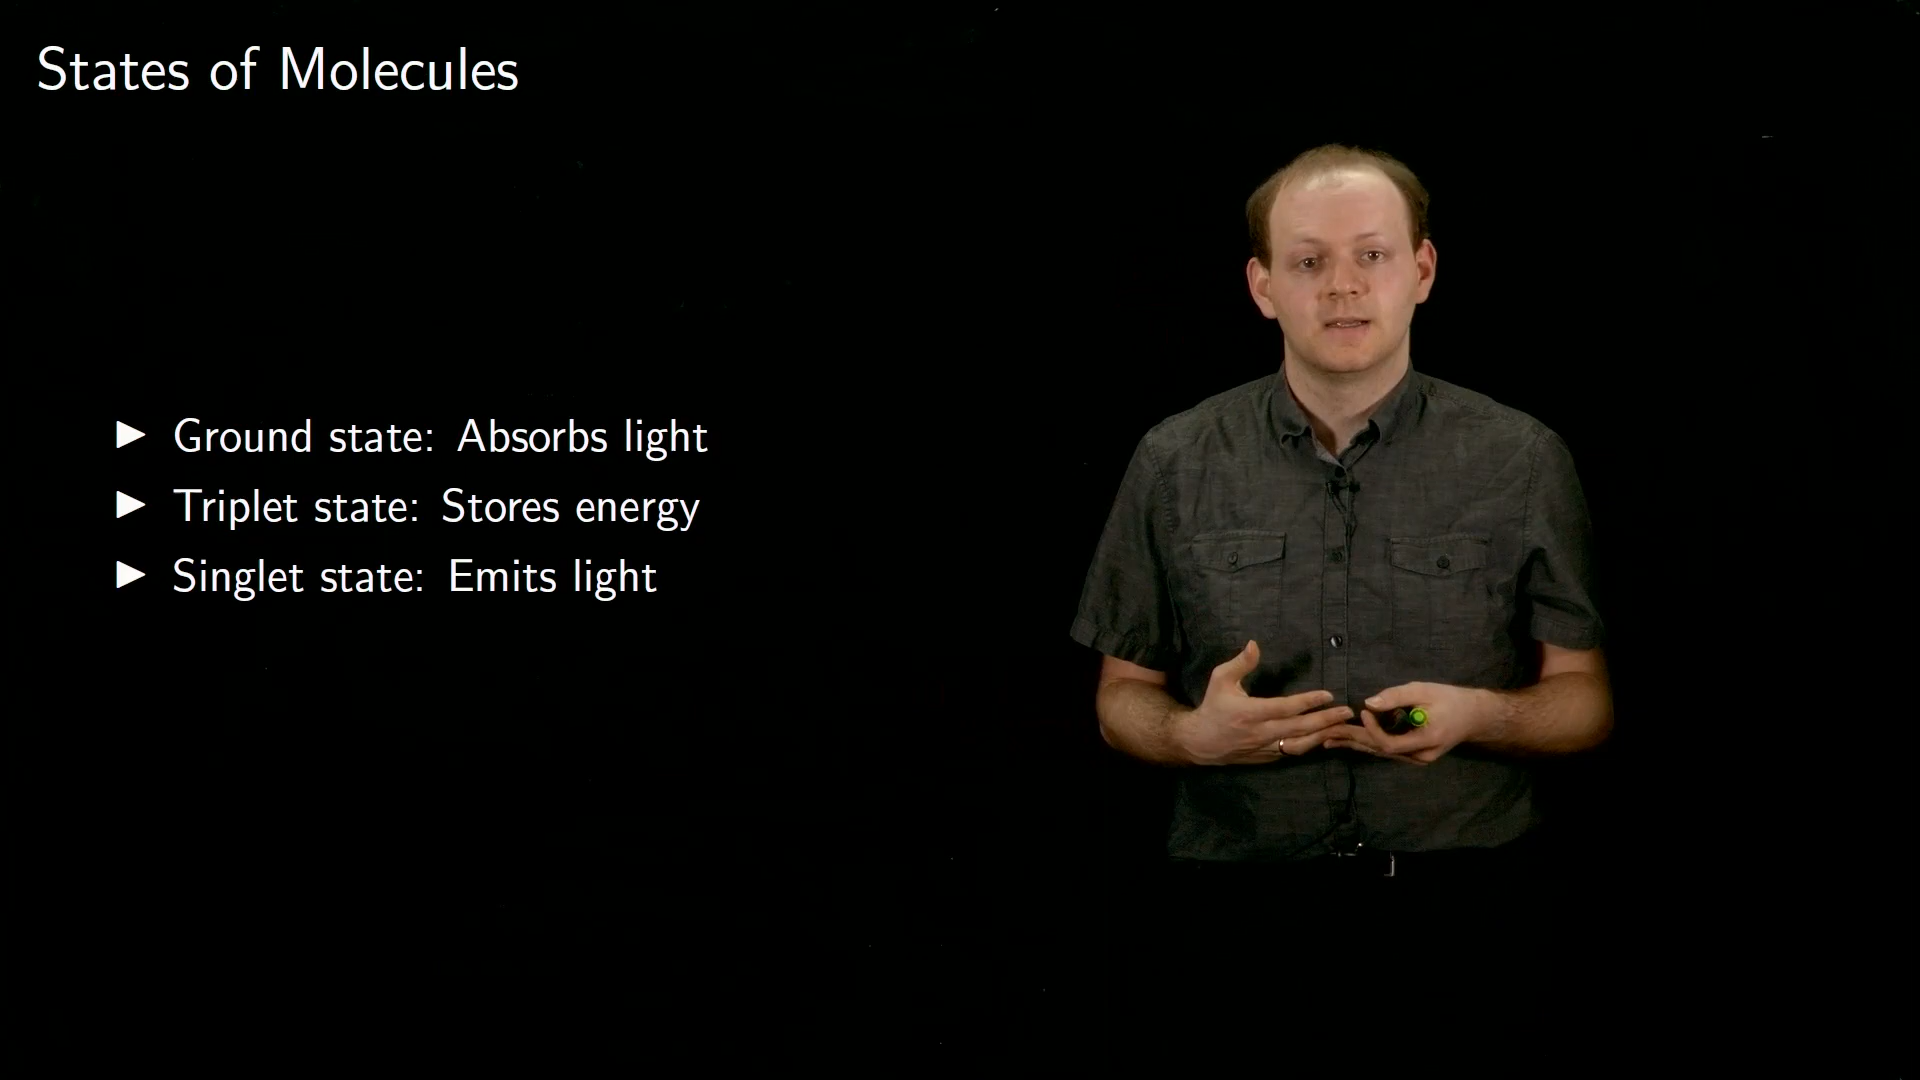 States of Molecules
▶ Ground state: Absorbs light
▶ Triplet state: Stores energy
▶ Singlet state: Emits light